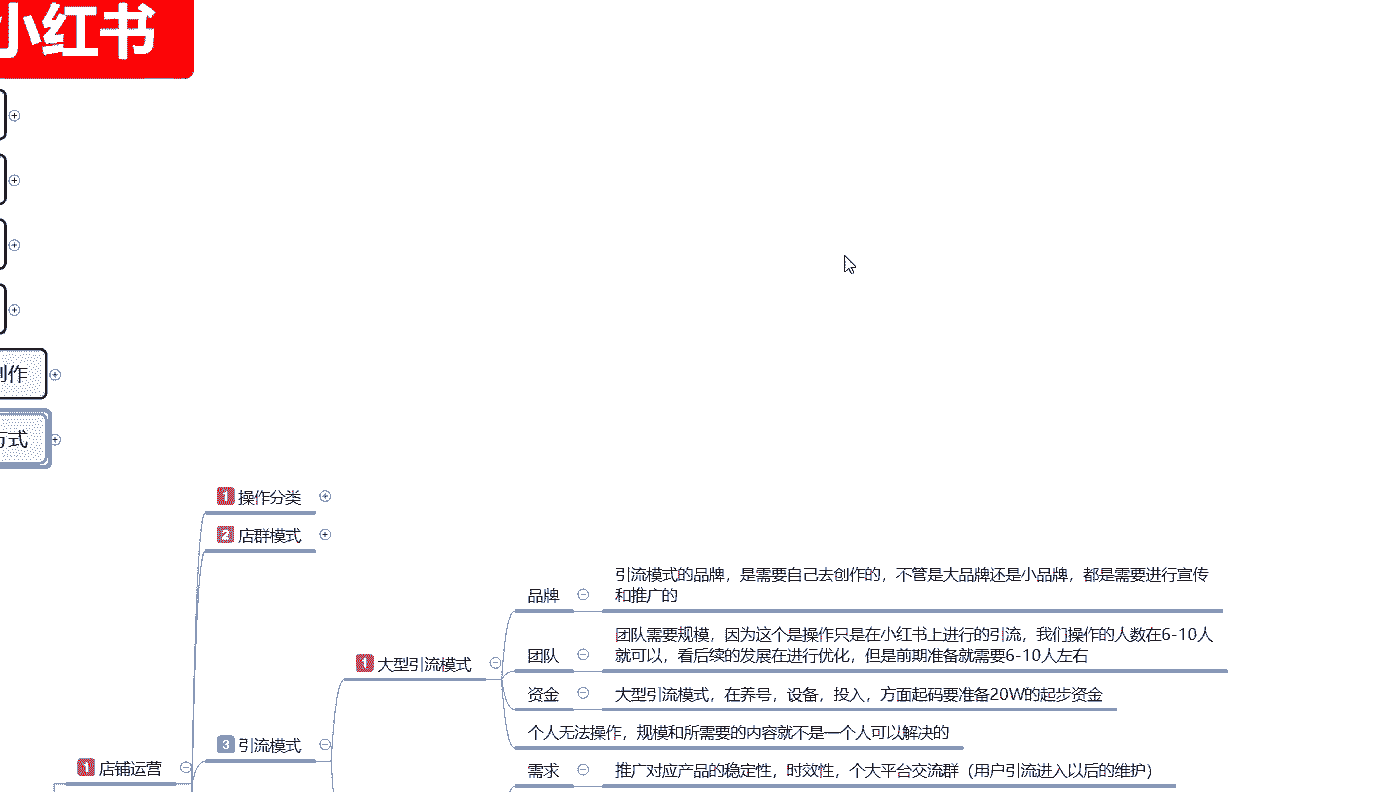 小红书
创作
方式
1 操作分类
2 店群模式
引流模式的品牌，是需要自己去创作的，不管是大品牌还是小品牌，都是需要进行宣传
和推广的
品牌
团队需要规模，因为这个是操作只是在小红书上进行的引流，我们操作的人数在6-10人
就可以，看后续的发展在进行优化，但是前期准备就需要6-10人左右
团队
1 大型引流模式
资金
大型引流模式，在养号，设备，投入，方面起码要准备20W的起步资金
个人无法操作，规模和所需要的内容就不是一个人可以解决的
3 引流模式
1 店铺运营
需求
推广对应产品的稳定性，时效性，个大平台交流群（用户引流进入以后的维护）